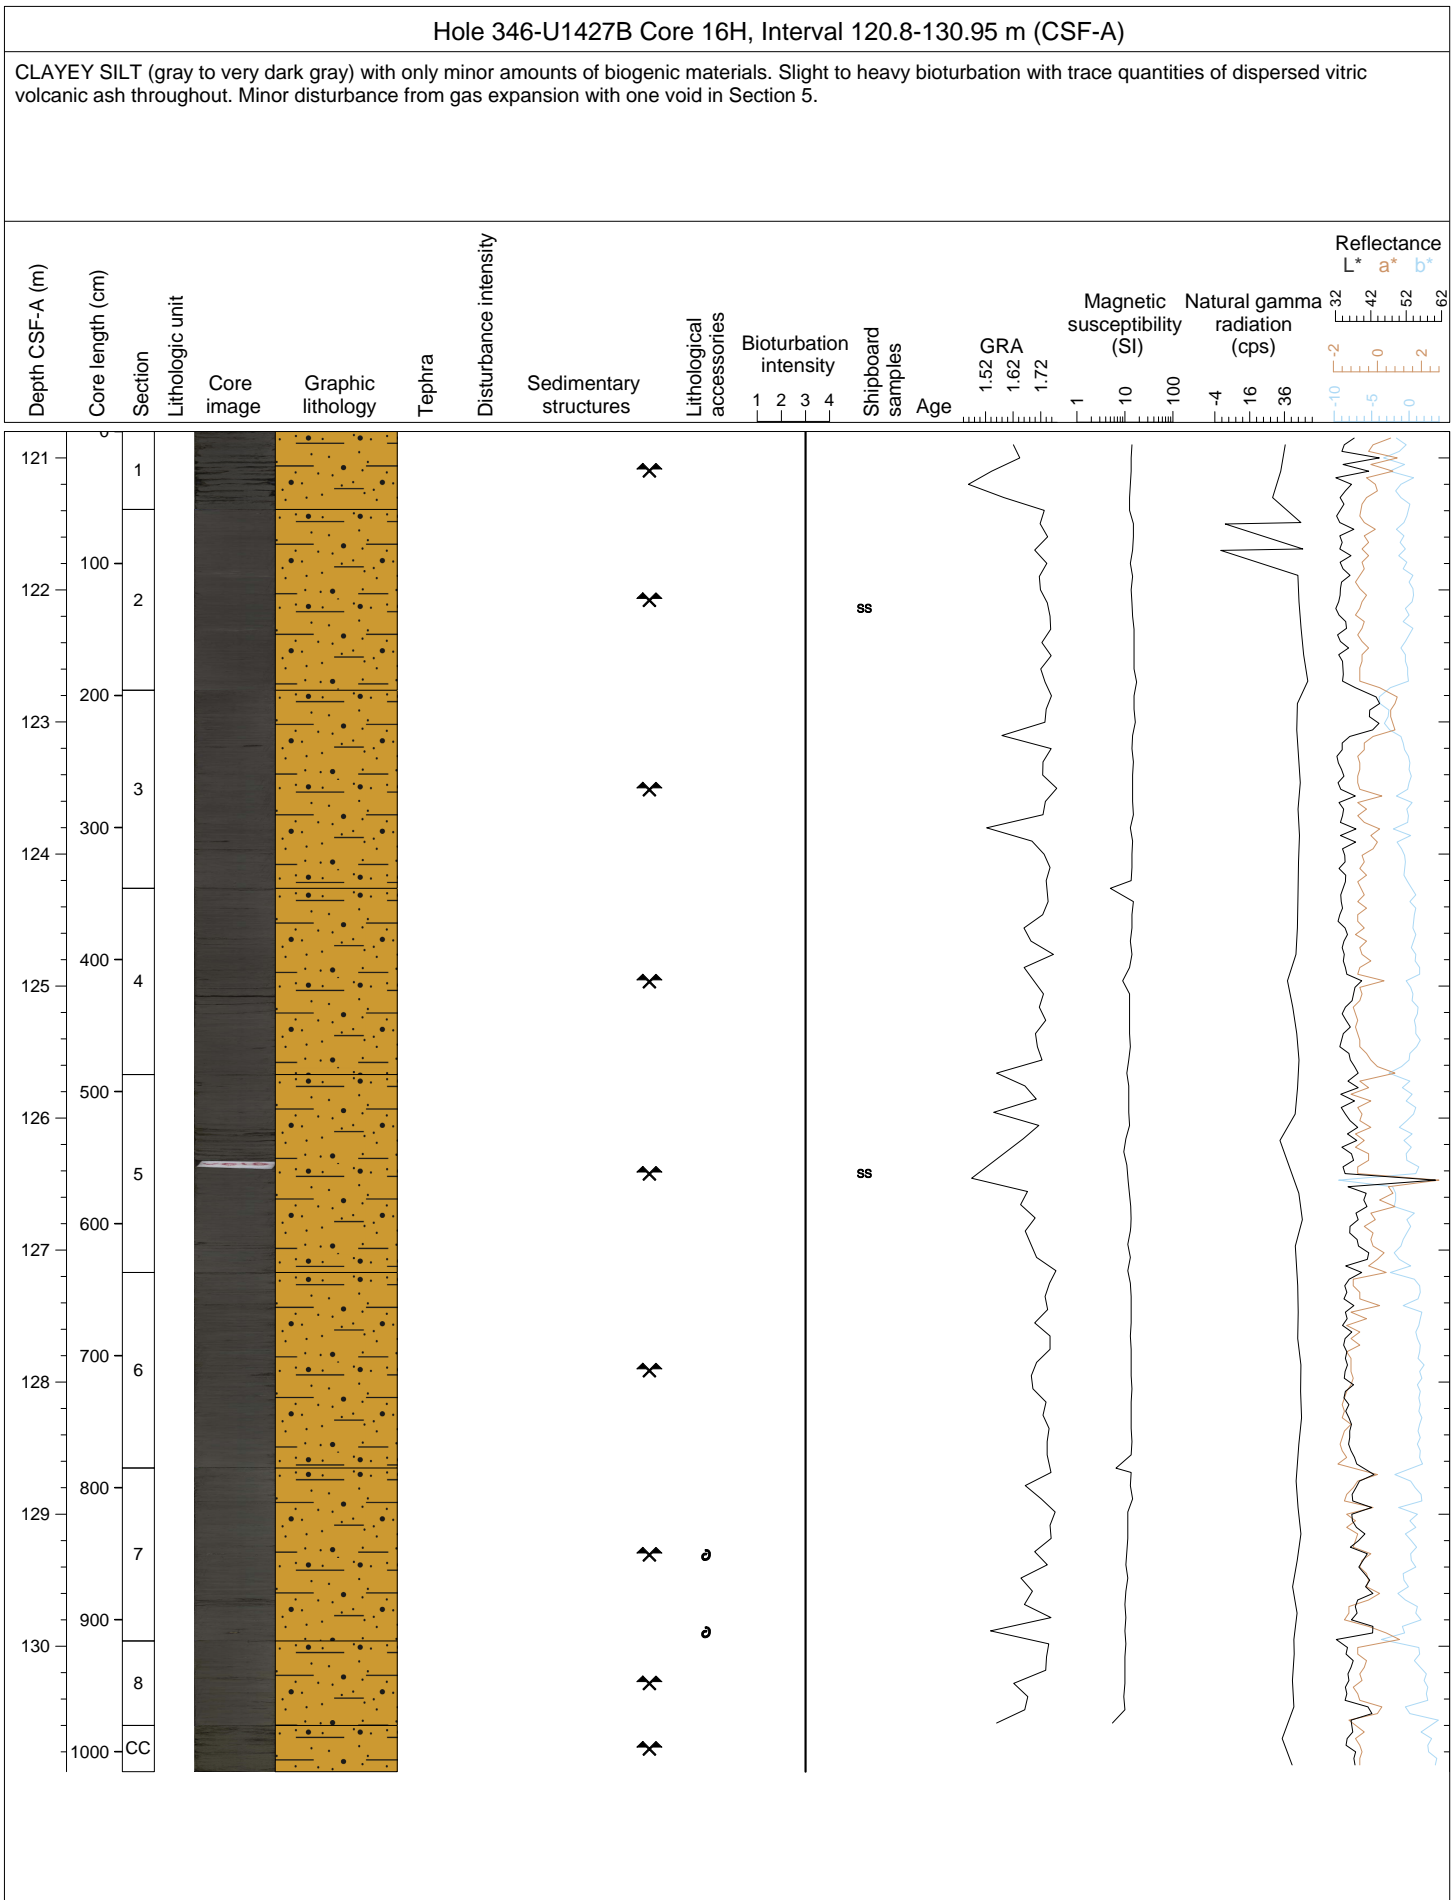 Hole 346-U1427B Core 16H, Interval 120.8-130.95 m (CSF-A)
CLAYEY SILT (gray to very dark gray) with only minor amounts of biogenic materials. Slight to heavy bioturbation with trace quantities of dispersed vitric
volcanic ash throughout. Minor disturbance from gas expansion with one void in Section 5.
Depth CSF-A (m)
Core length (cm)
Section
Lithologic unit
Core
image
Graphic
lithology
Tephra
Disturbance intensity
Sedimentary
structures
Lithological
accessories
Bioturbation
intensity
1 2 3 4
Shipboard
samples
Age
GRA
1.52 1.62 1.72
Magnetic
susceptibility
(SI)
1 10 100
Natural gamma
radiation
(cps)
-4 16 36
Reflectance
L* a* b*
32 42 52 62
-2 0 2
-10 -5 0
0
121
1
100
122
2
ss
200
123
3
300
124
400
4
125
500
126
5
ss
600
127
700
6
128
800
129
7
900
130
8
1000
CC